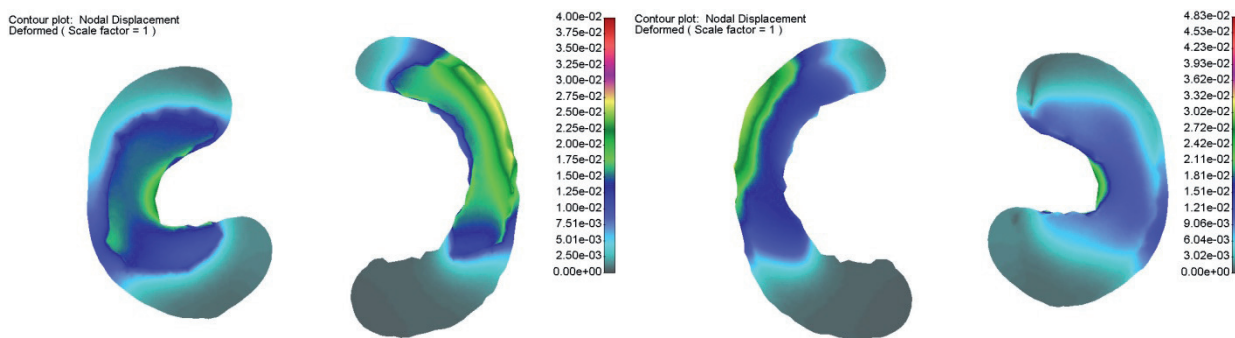 Contour plot: Nodal Displacement
Deformed ( Scale factor = 1 )
4.00e-02
3.75e-02
3.50e-02
3.25e-02
3.00e-02
2.75e-02
2.50e-02
2.25e-02
2.00e-02
1.75e-02
1.50e-02
1.25e-02
1.00e-02
7.51e-03
5.01e-03
2.50e-03
0.00e+00
Contour plot: Nodal Displacement
Deformed ( Scale factor = 1 )
4.83e-02
4.53e-02
4.23e-02
3.93e-02
3.62e-02
3.32e-02
3.02e-02
2.72e-02
2.42e-02
2.11e-02
1.81e-02
1.51e-02
1.21e-02
9.06e-03
6.04e-03
3.02e-03
0.00e+00